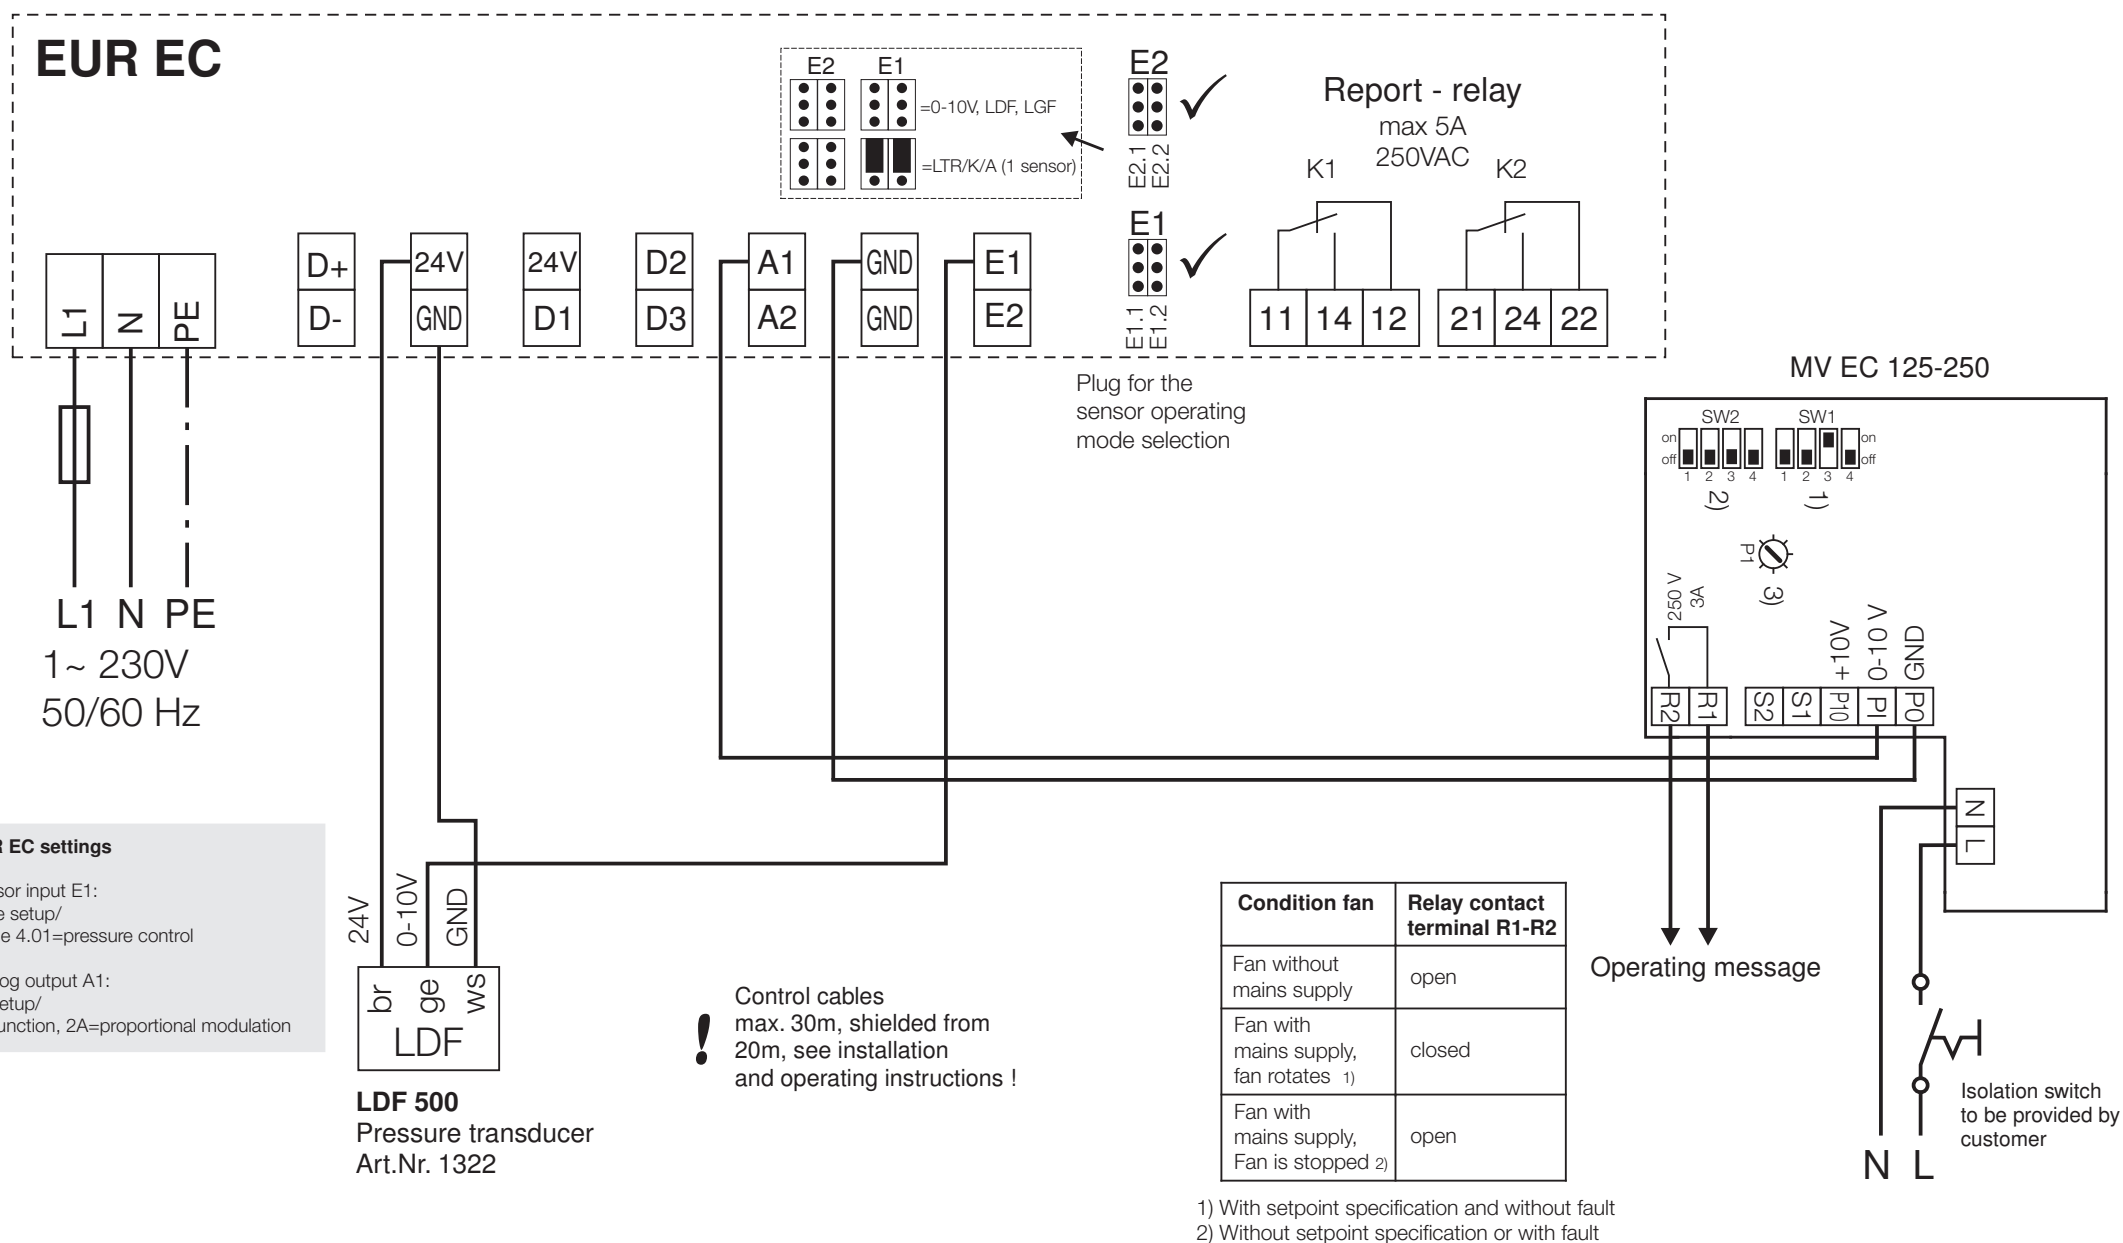 EUR EC
E2 E1
=0-10V, LDF, LGF
=LTR/K/A (1 sensor)
E2
E2.1
E2.2
E1
E1.1
E1.2
Report - relay
max 5A
250VAC
K1 K2
L1 N PE
D+ 24V 24V D2 A1 GND E1
D- GND D1 D3 A2 GND E2
11 14 12 21 24 22
Plug for the
sensor operating
mode selection
L1 N PE
1~ 230V
50/60 Hz
MV EC 125-250
SW2 SW1
on on
off off
1 2 3 4 1 2 3 4
2) 1)
P1
3)
250 V
3A
+10V
0-10 V
GND
R2 R1 S2 S1 P10 PI P0
N
L
EC settings
input E1:
setup/
4.01=pressure control
output A1:
2A=proportional modulation
24V
0-10V
GND
br ge ws
LDF
LDF 500
Pressure transducer
Art.Nr. 1322
!
Control cables
max. 30m, shielded from
20m, see installation
and operating instructions !
Condition fan
Relay contact
terminal R1-R2
Fan without
mains supply
open
Fan with
mains supply,
fan rotates 1)
closed
Fan with
mains supply,
Fan is stopped 2)
open
1) With setpoint specification and without fault
2) Without setpoint specification or with fault
Operating message
Isolation switch
to be provided by
customer
N L